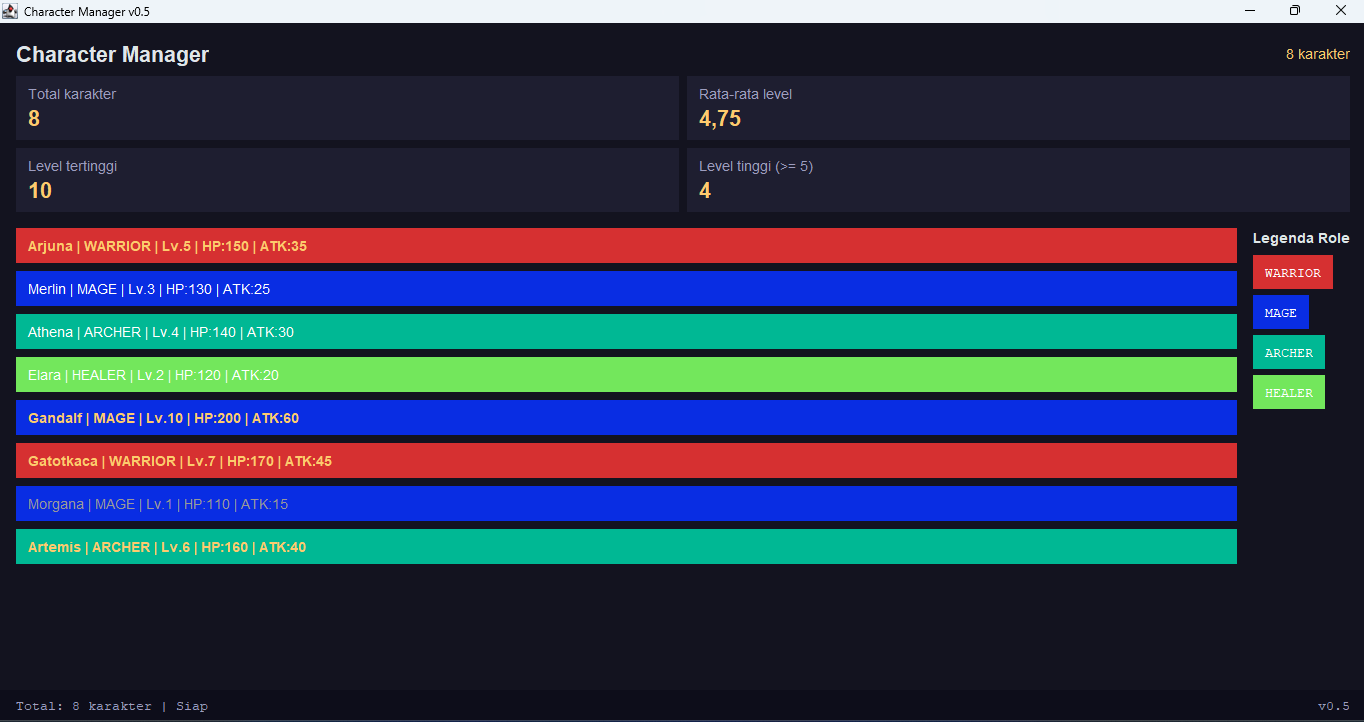 Character Manager v0.5
Character Manager
8 karakter
Total karakter
8
Rata-rata level
4,75
Level tertinggi
10
Level tinggi (>= 5)
4
Arjuna | WARRIOR | Lv.5 | HP:150 | ATK:35
Merlin | MAGE | Lv.3 | HP:130 | ATK:25
Athena | ARCHER | Lv.4 | HP:140 | ATK:30
Elara | HEALER | Lv.2 | HP:120 | ATK:20
Gandalf | MAGE | Lv.10 | HP:200 | ATK:60
Gatotkaca | WARRIOR | Lv.7 | HP:170 | ATK:45
Morgana | MAGE | Lv.1 | HP:110 | ATK:15
Artemis | ARCHER | Lv.6 | HP:160 | ATK:40
Legenda Role
WARRIOR
MAGE
ARCHER
HEALER
Total: 8 karakter | Siap
v0.5